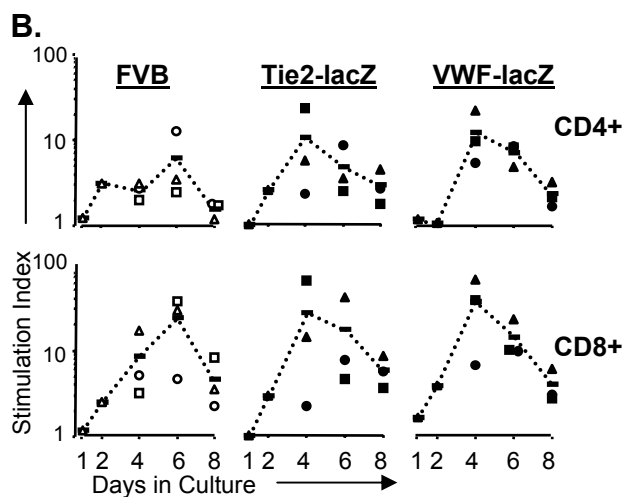 B.
FVB Tie2-lacZ VWF-lacZ
100
10
1
CD4+
100
10
1
CD8+
Stimulation Index
1 2 4 6 8 1 2 4 6 8 1 2 4 6 8
Days in Culture